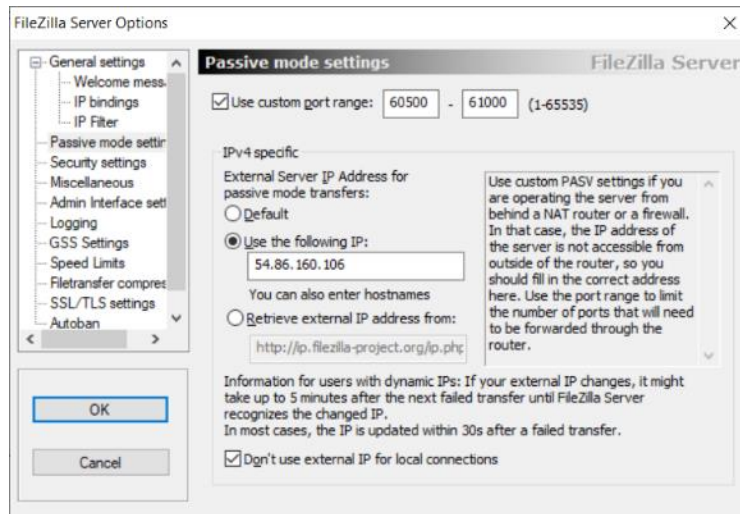 FileZilla Server Options
General settings
Welcome mess
IP bindings
IP Filter
Passive mode settin
Security settings
Miscellaneous
Admin Interface sett
Logging
GSS Settings
Speed Limits
Filetransfer compres
SSL/TLS settings
Autoban
OK
Cancel
Passive mode settings
FileZilla Server
Use custom port range: 60500 - 61000 (1-65535)
IPv4 specific
External Server IP Address for
passive mode transfers:
Default
Use the following IP:
54.86.160.106
You can also enter hostnames
Retrieve external IP address from:
http://ip.filezilla-project.org/ip.php
Use custom PASV settings if you
are operating the server from
behind a NAT router or a firewall.
In that case, the IP address of
the server is not accessible from
outside of the router, so you
should fill in the correct address
here. Use the port range to limit
the number of ports that will need
to be forwarded through the
router.
Information for users with dynamic IPs: If your external IP changes, it might
take up to 5 minutes after the next failed transfer until FileZilla Server
recognizes the changed IP.
In most cases, the IP is updated within 30s after a failed transfer.
Don't use external IP for local connections